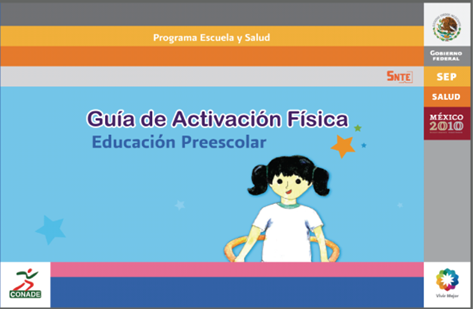 Programa Escuela y Salud
GOBIERNO
FEDERAL
SNTE
SEP
SALUD
MÉXICO
2010
Guía de Activación Física
Educación Preescolar
CONADE
Vivir Mejor